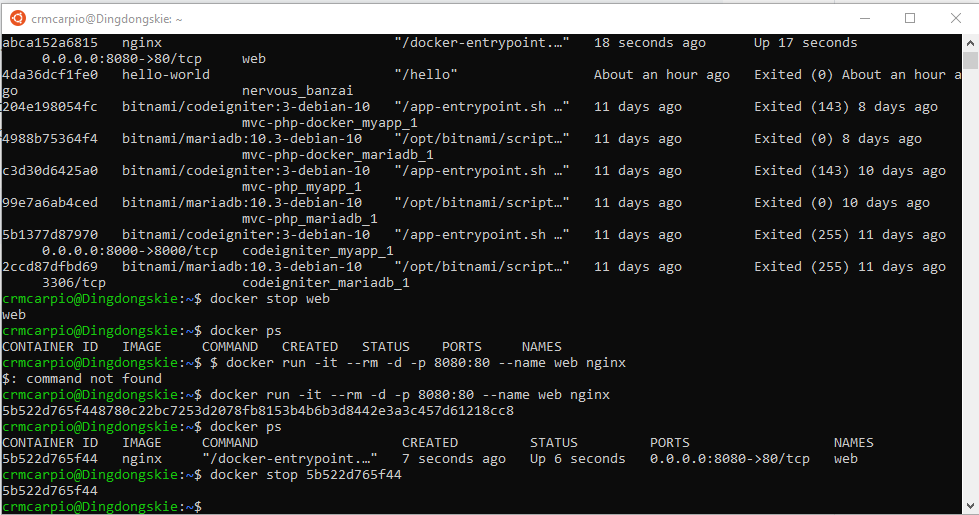 crmcarpio@Dingdongskie: ~
abca152a6815   nginx                             "/docker-entrypoint.…"   18 seconds ago      Up 17 seconds
     0.0.0.0:8080->80/tcp     web
4da36dcf1fe0   hello-world                       "/hello"                 About an hour ago   Exited (0) About an hour a
go                            nervous_banzai
204e198054fc   bitnami/codeigniter:3-debian-10   "/app-entrypoint.sh …"   11 days ago         Exited (143) 8 days ago
                              mvc-php-docker_myapp_1
4988b75364f4   bitnami/mariadb:10.3-debian-10    "/opt/bitnami/script…"   11 days ago         Exited (0) 8 days ago
                              mvc-php-docker_mariadb_1
c3d30d6425a0   bitnami/codeigniter:3-debian-10   "/app-entrypoint.sh …"   11 days ago         Exited (143) 10 days ago
                              mvc-php_myapp_1
99e7a6ab4ced   bitnami/mariadb:10.3-debian-10    "/opt/bitnami/script…"   11 days ago         Exited (0) 10 days ago
                              mvc-php_mariadb_1
5b1377d87970   bitnami/codeigniter:3-debian-10   "/app-entrypoint.sh …"   11 days ago         Exited (255) 11 days ago
     0.0.0.0:8000->8000/tcp   codeigniter_myapp_1
2ccd87dfbd69   bitnami/mariadb:10.3-debian-10    "/opt/bitnami/script…"   11 days ago         Exited (255) 11 days ago
     3306/tcp                 codeigniter_mariadb_1
crmcarpio@Dingdongskie:~$ docker stop web
web
crmcarpio@Dingdongskie:~$ docker ps
CONTAINER ID   IMAGE     COMMAND   CREATED   STATUS    PORTS     NAMES
crmcarpio@Dingdongskie:~$ $ docker run -it --rm -d -p 8080:80 --name web nginx
$: command not found
crmcarpio@Dingdongskie:~$ docker run -it --rm -d -p 8080:80 --name web nginx
5b522d765f448780c22bc7253d2078fb8153b4b6b3d8442e3a3c457d61218cc8
crmcarpio@Dingdongskie:~$ docker ps
CONTAINER ID   IMAGE     COMMAND                  CREATED         STATUS         PORTS                  NAMES
5b522d765f44   nginx     "/docker-entrypoint.…"   7 seconds ago   Up 6 seconds   0.0.0.0:8080->80/tcp   web
crmcarpio@Dingdongskie:~$ docker stop 5b522d765f44
5b522d765f44
crmcarpio@Dingdongskie:~$